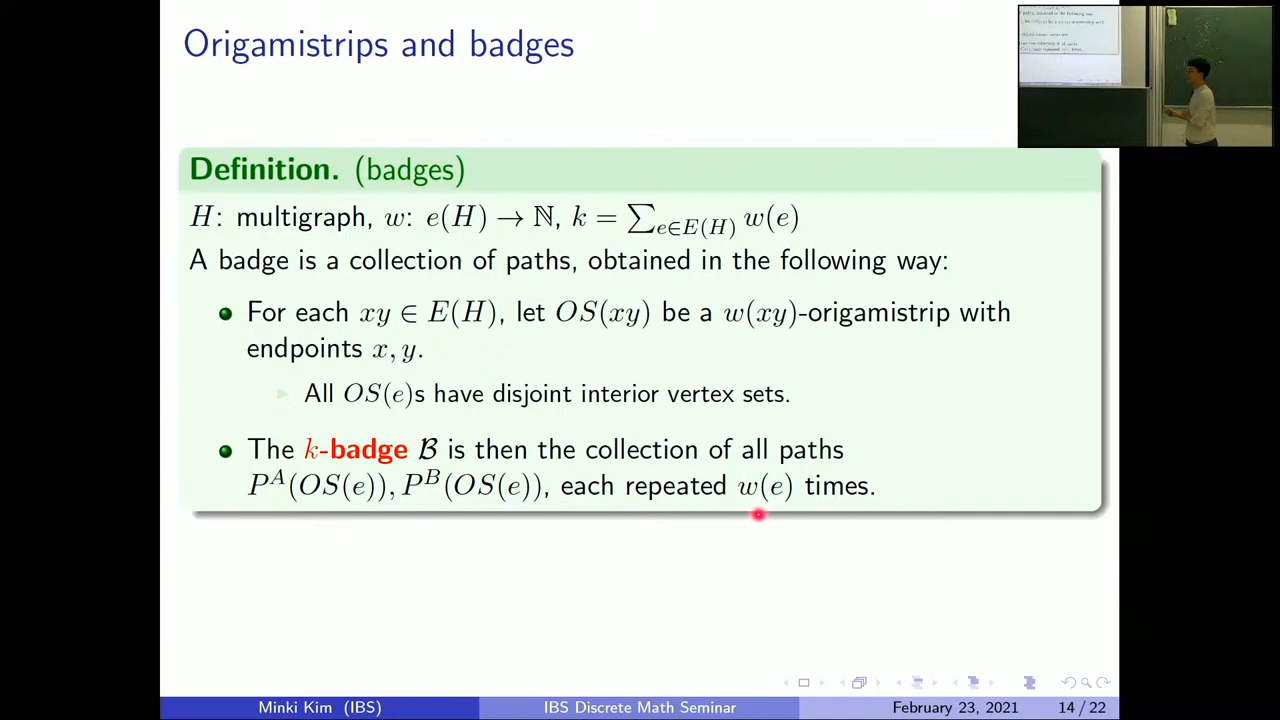 Origamistrips and badges
Definition. (badges)
H: multigraph, w: e(H) → ℕ, k = ∑_{e∈E(H)} w(e)
A badge is a collection of paths, obtained in the following way:
For each xy ∈ E(H), let OS(xy) be a w(xy)-origamistrip with
endpoints x, y.
All OS(e)s have disjoint interior vertex sets.
The k-badge ℬ is then the collection of all paths
P^A(OS(e)), P^B(OS(e)), each repeated w(e) times.
Minki Kim (IBS) IBS Discrete Math Seminar February 23, 2021 14 / 22